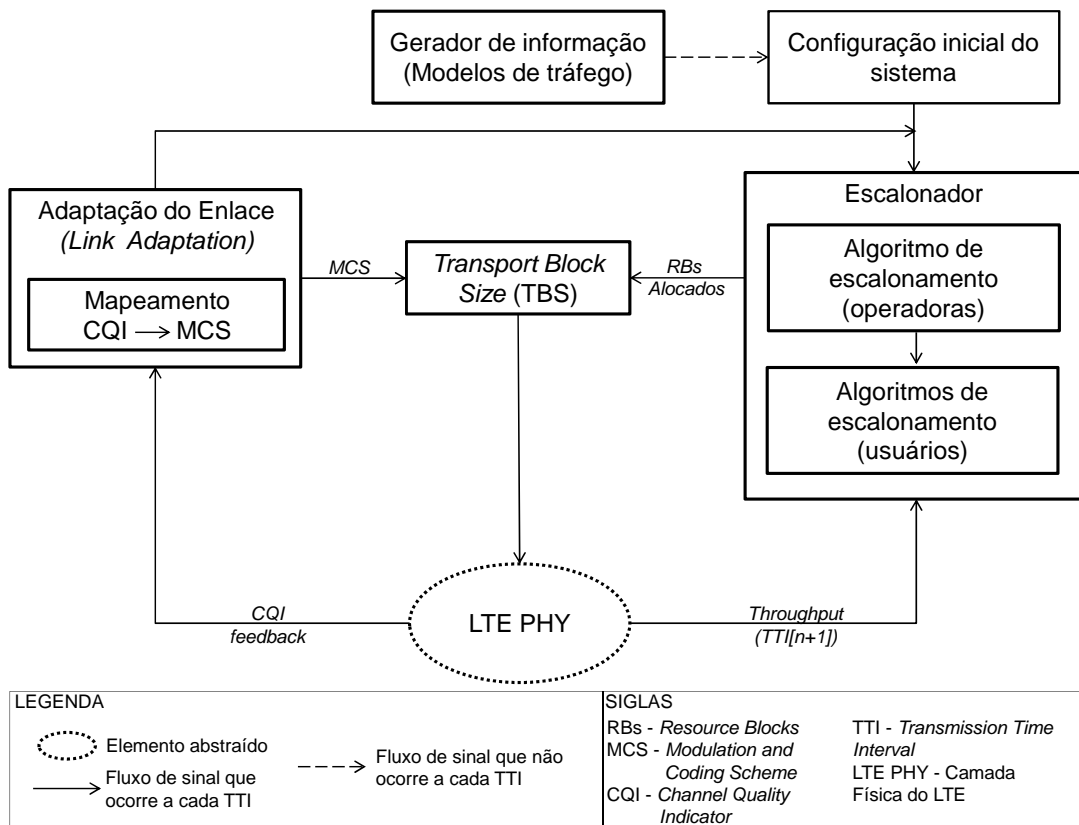 Gerador de informação
(Modelos de tráfego)
Configuração inicial do
sistema
Adaptação do Enlace
(Link Adaptation)
Mapeamento
CQI → MCS
MCS
Transport Block
Size (TBS)
RBs
Alocados
Escalonador
Algoritmo de
escalonamento
(operadoras)
Algoritmos de
escalonamento
(usuários)
CQI
feedback
LTE PHY
Throughput
(TTI[n+1])
LEGENDA
Elemento abstraído
Fluxo de sinal que
ocorre a cada TTI
Fluxo de sinal que não
ocorre a cada TTI
SIGLAS
RBs - Resource Blocks
MCS - Modulation and
Coding Scheme
CQI - Channel Quality
Indicator
TTI - Transmission Time
Interval
LTE PHY - Camada
Física do LTE